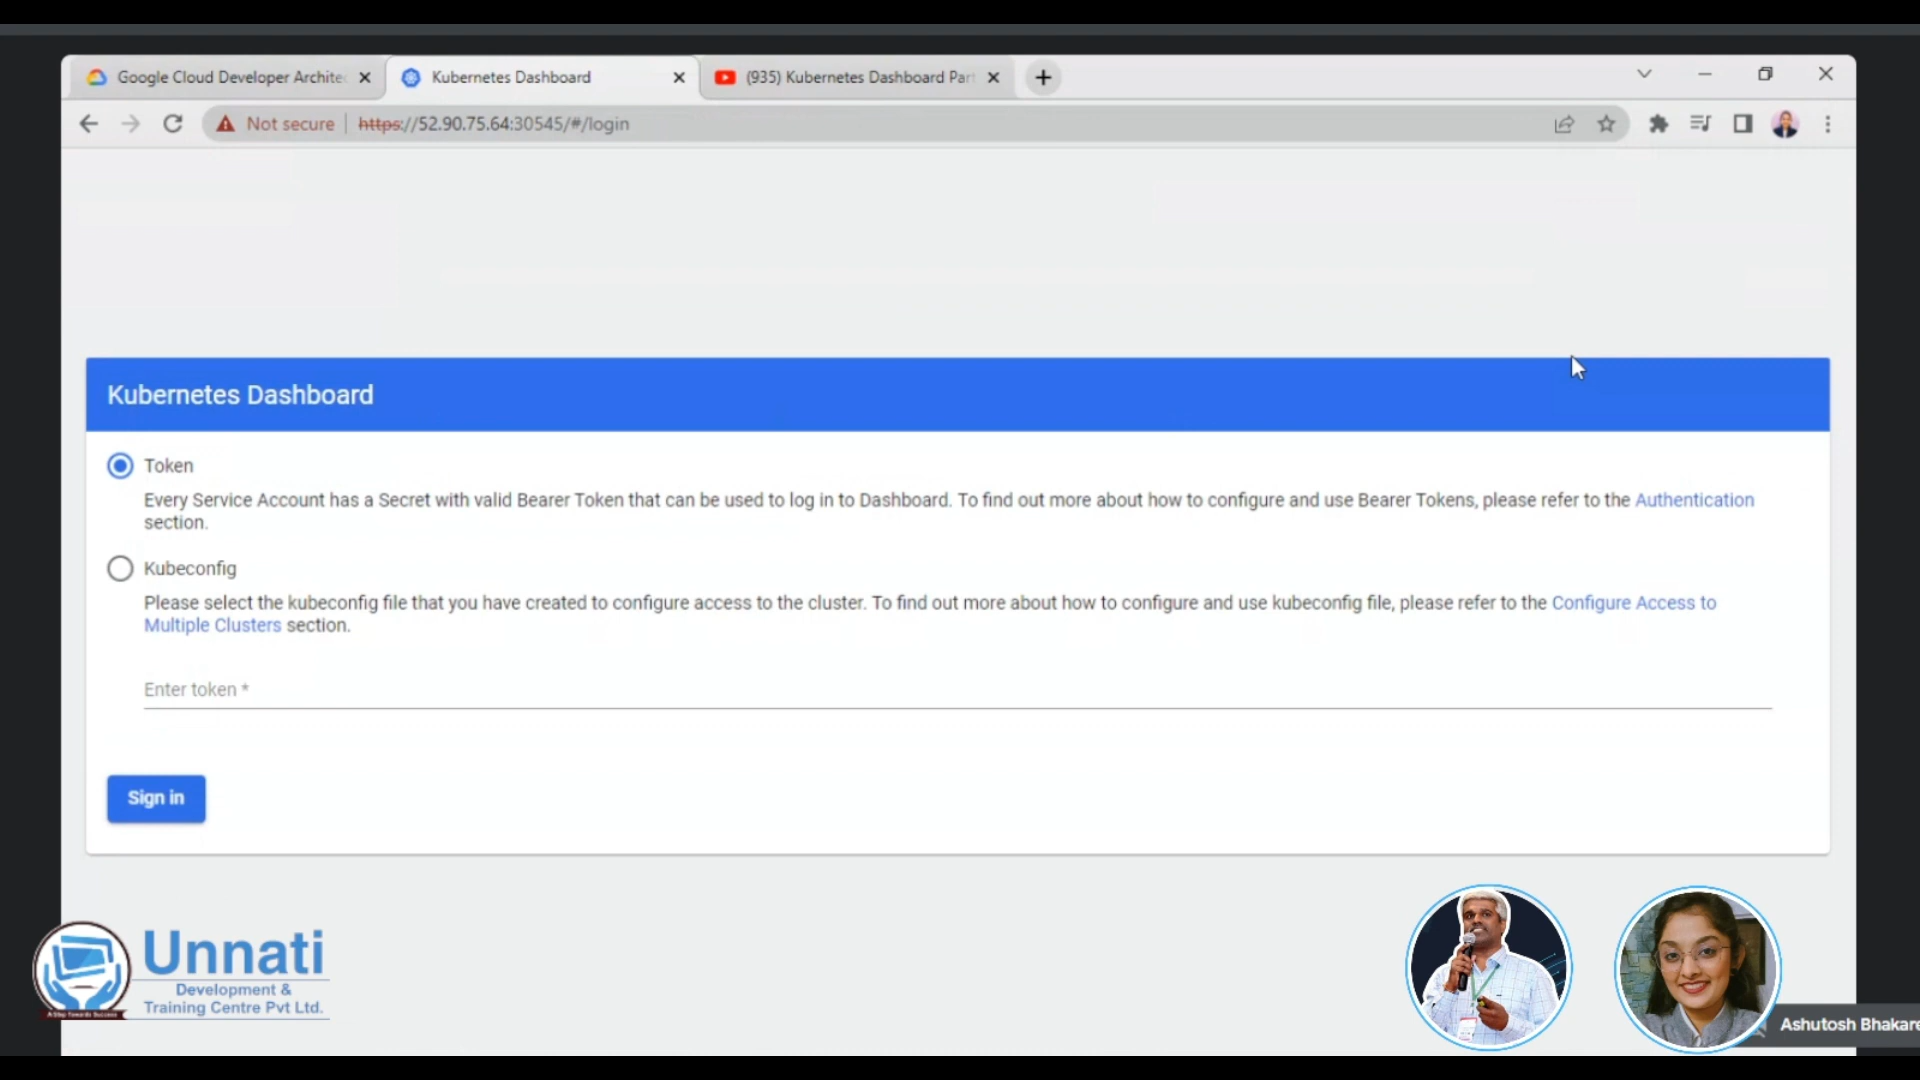 Google Cloud Developer Archite
Kubernetes Dashboard
(935) Kubernetes Dashboard Part
Not secure
https://52.90.75.64:30545/#/login
Kubernetes Dashboard
Token
Every Service Account has a Secret with valid Bearer Token that can be used to log in to Dashboard. To find out more about how to configure and use Bearer Tokens, please refer to the Authentication
section.
Kubeconfig
Please select the kubeconfig file that you have created to configure access to the cluster. To find out more about how to configure and use kubeconfig file, please refer to the Configure Access to
Multiple Clusters section.
Enter token *
Sign in
Unnati
Development &
Training Centre Pvt Ltd.
A Step Towards Success
Ashutosh Bhakare